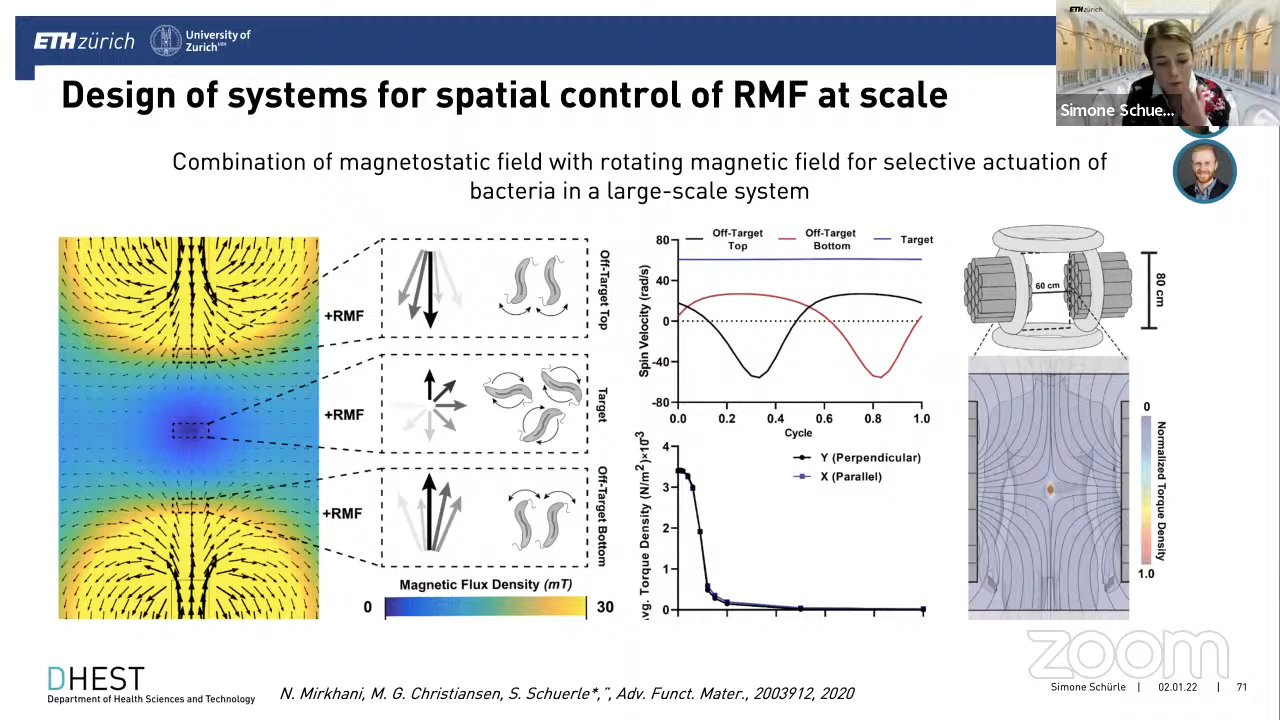 ETH zürich
University of
Zurich UZH
ETH zürich
Simone Schue...
Design of systems for spatial control of RMF at scale
Combination of magnetostatic field with rotating magnetic field for selective actuation of
bacteria in a large-scale system
+RMF
+RMF
+RMF
Off-Target Top
Target
Off-Target Bottom
Magnetic Flux Density (mT)
0
30
Off-Target
Top
Off-Target
Bottom
Target
Spin Velocity (rad/s)
80
40
0
-40
-80
0.0 0.2 0.4 0.6 0.8 1.0
Cycle
Avg. Torque Density (N/m²)×10⁻³
4
3
2
1
0
Y (Perpendicular)
X (Parallel)
60 cm
80 cm
0
Normalized Torque Density
1.0
zoom
DHEST
Department of Health Sciences and Technology
N. Mirkhani, M. G. Christiansen, S. Schuerle*,", Adv. Funct. Mater., 2003912, 2020
Simone Schürle | 02.01.22 | 71